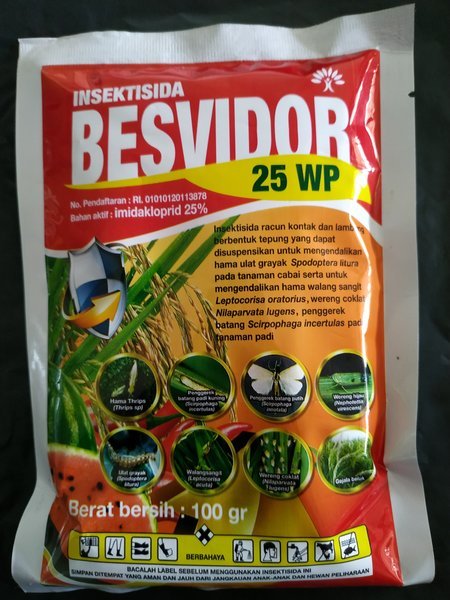 INSEKTISIDA
BESVIDOR
25 WP
No. Pendaftaran : RI. 01010120113878
Bahan aktif : imidakloprid 25%
Insektisida racun kontak dan lambung
berbentuk tepung yang dapat
disuspensikan untuk mengendalikan
hama ulat grayak Spodoptera litura
pada tanaman cabai serta untuk
mengendalikan hama walang sangit
Leptocorisa oratorius, wereng coklat
Nilaparvata lugens, penggerek
batang Scirpophaga incertulas pada
tanaman padi
Hama Thrips
(Thrips sp)
Penggerek
batang padi kuning
(Scirpophaga
incertulas)
Penggerek batang putih
(Scirpophaga
innotata)
Wereng hijau
(Nephotettix
virescens)
Ulat grayak
(Spodoptera
litura)
Walangsangit
(Leptocorisa
acuta)
Wereng coklat
(Nilaparvata
lugens)
Gejala
Berat bersih : 100 gr
BERBAHAYA
BACALAH LABEL SEBELUM MENGGUNAKAN INSEKTISIDA INI
SIMPAN DITEMPAT YANG AMAN DAN JAUH DARI JANGKAUAN ANAK-ANAK DAN HEWAN PELIHARAAN